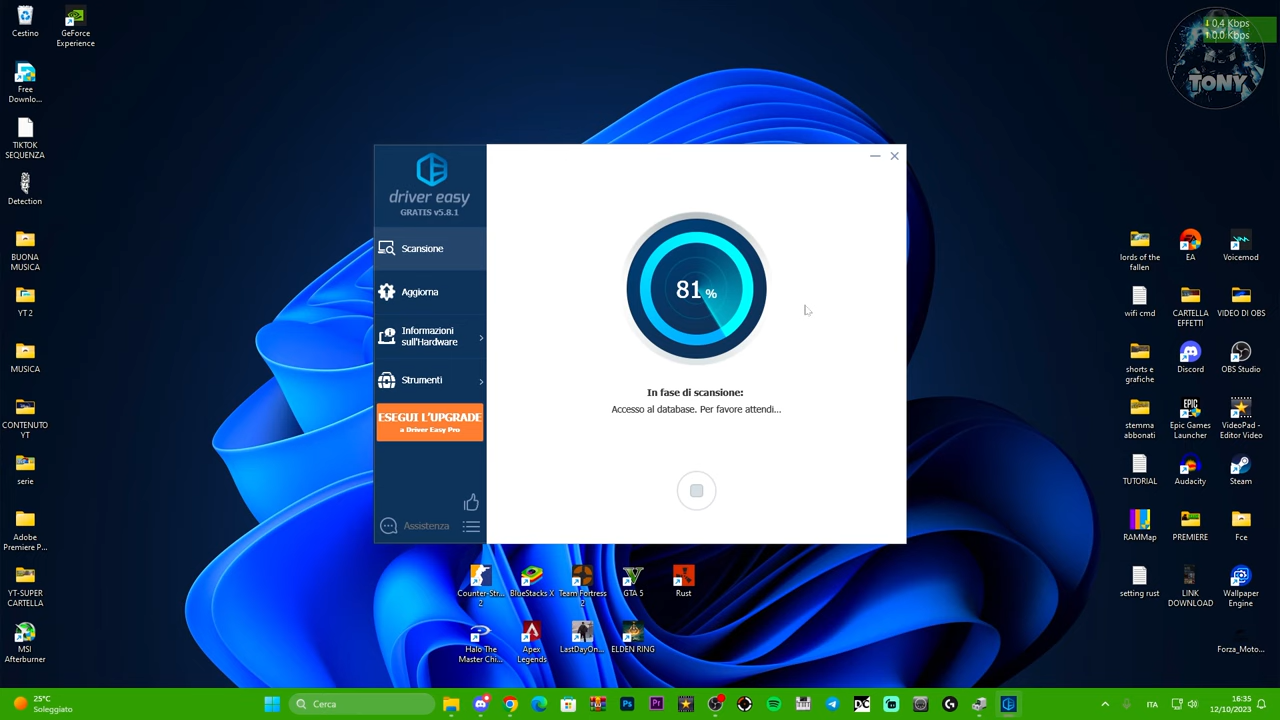 Cestino
GeForce
Experience
Free
Downlo...
TIKTOK
SEQUENZA
Detection
BUONA
MUSICA
YT 2
MUSICA
CONTENUTO
YT
serie
Adobe
Premiere P...
YT-SUPER
CARTELLA
MSI
Afterburner
0.4 Kbps
0.0 Kbps
TONY
driver easy
GRATIS v5.8.1
Scansione
Aggiorna
Informazioni
sull'Hardware
Strumenti
ESEGUI L'UPGRADE
a Driver Easy Pro
Assistenza
81 %
In fase di scansione:
Accesso al database. Per favore attendi...
lords of the
fallen
EA
Voicemod
wifi cmd
CARTELLA
EFFETTI
VIDEO DI OBS
shorts e
grafiche
Discord
OBS Studio
stemma
abbonati
Epic Games
Launcher
VideoPad -
Editor Video
TUTORIAL
Audacity
Steam
RAMMap
PREMIERE
Fce
setting rust
LINK
DOWNLOAD
Wallpaper
Engine
Forza_Moto...
Counter-Str...
2
BlueStacks X
Team Fortress
2
GTA 5
Rust
Halo The
Master Chi...
Apex
Legends
LastDayOn...
ELDEN RING
25°C
Soleggiato
Cerca
ITA
16:35
12/10/2023